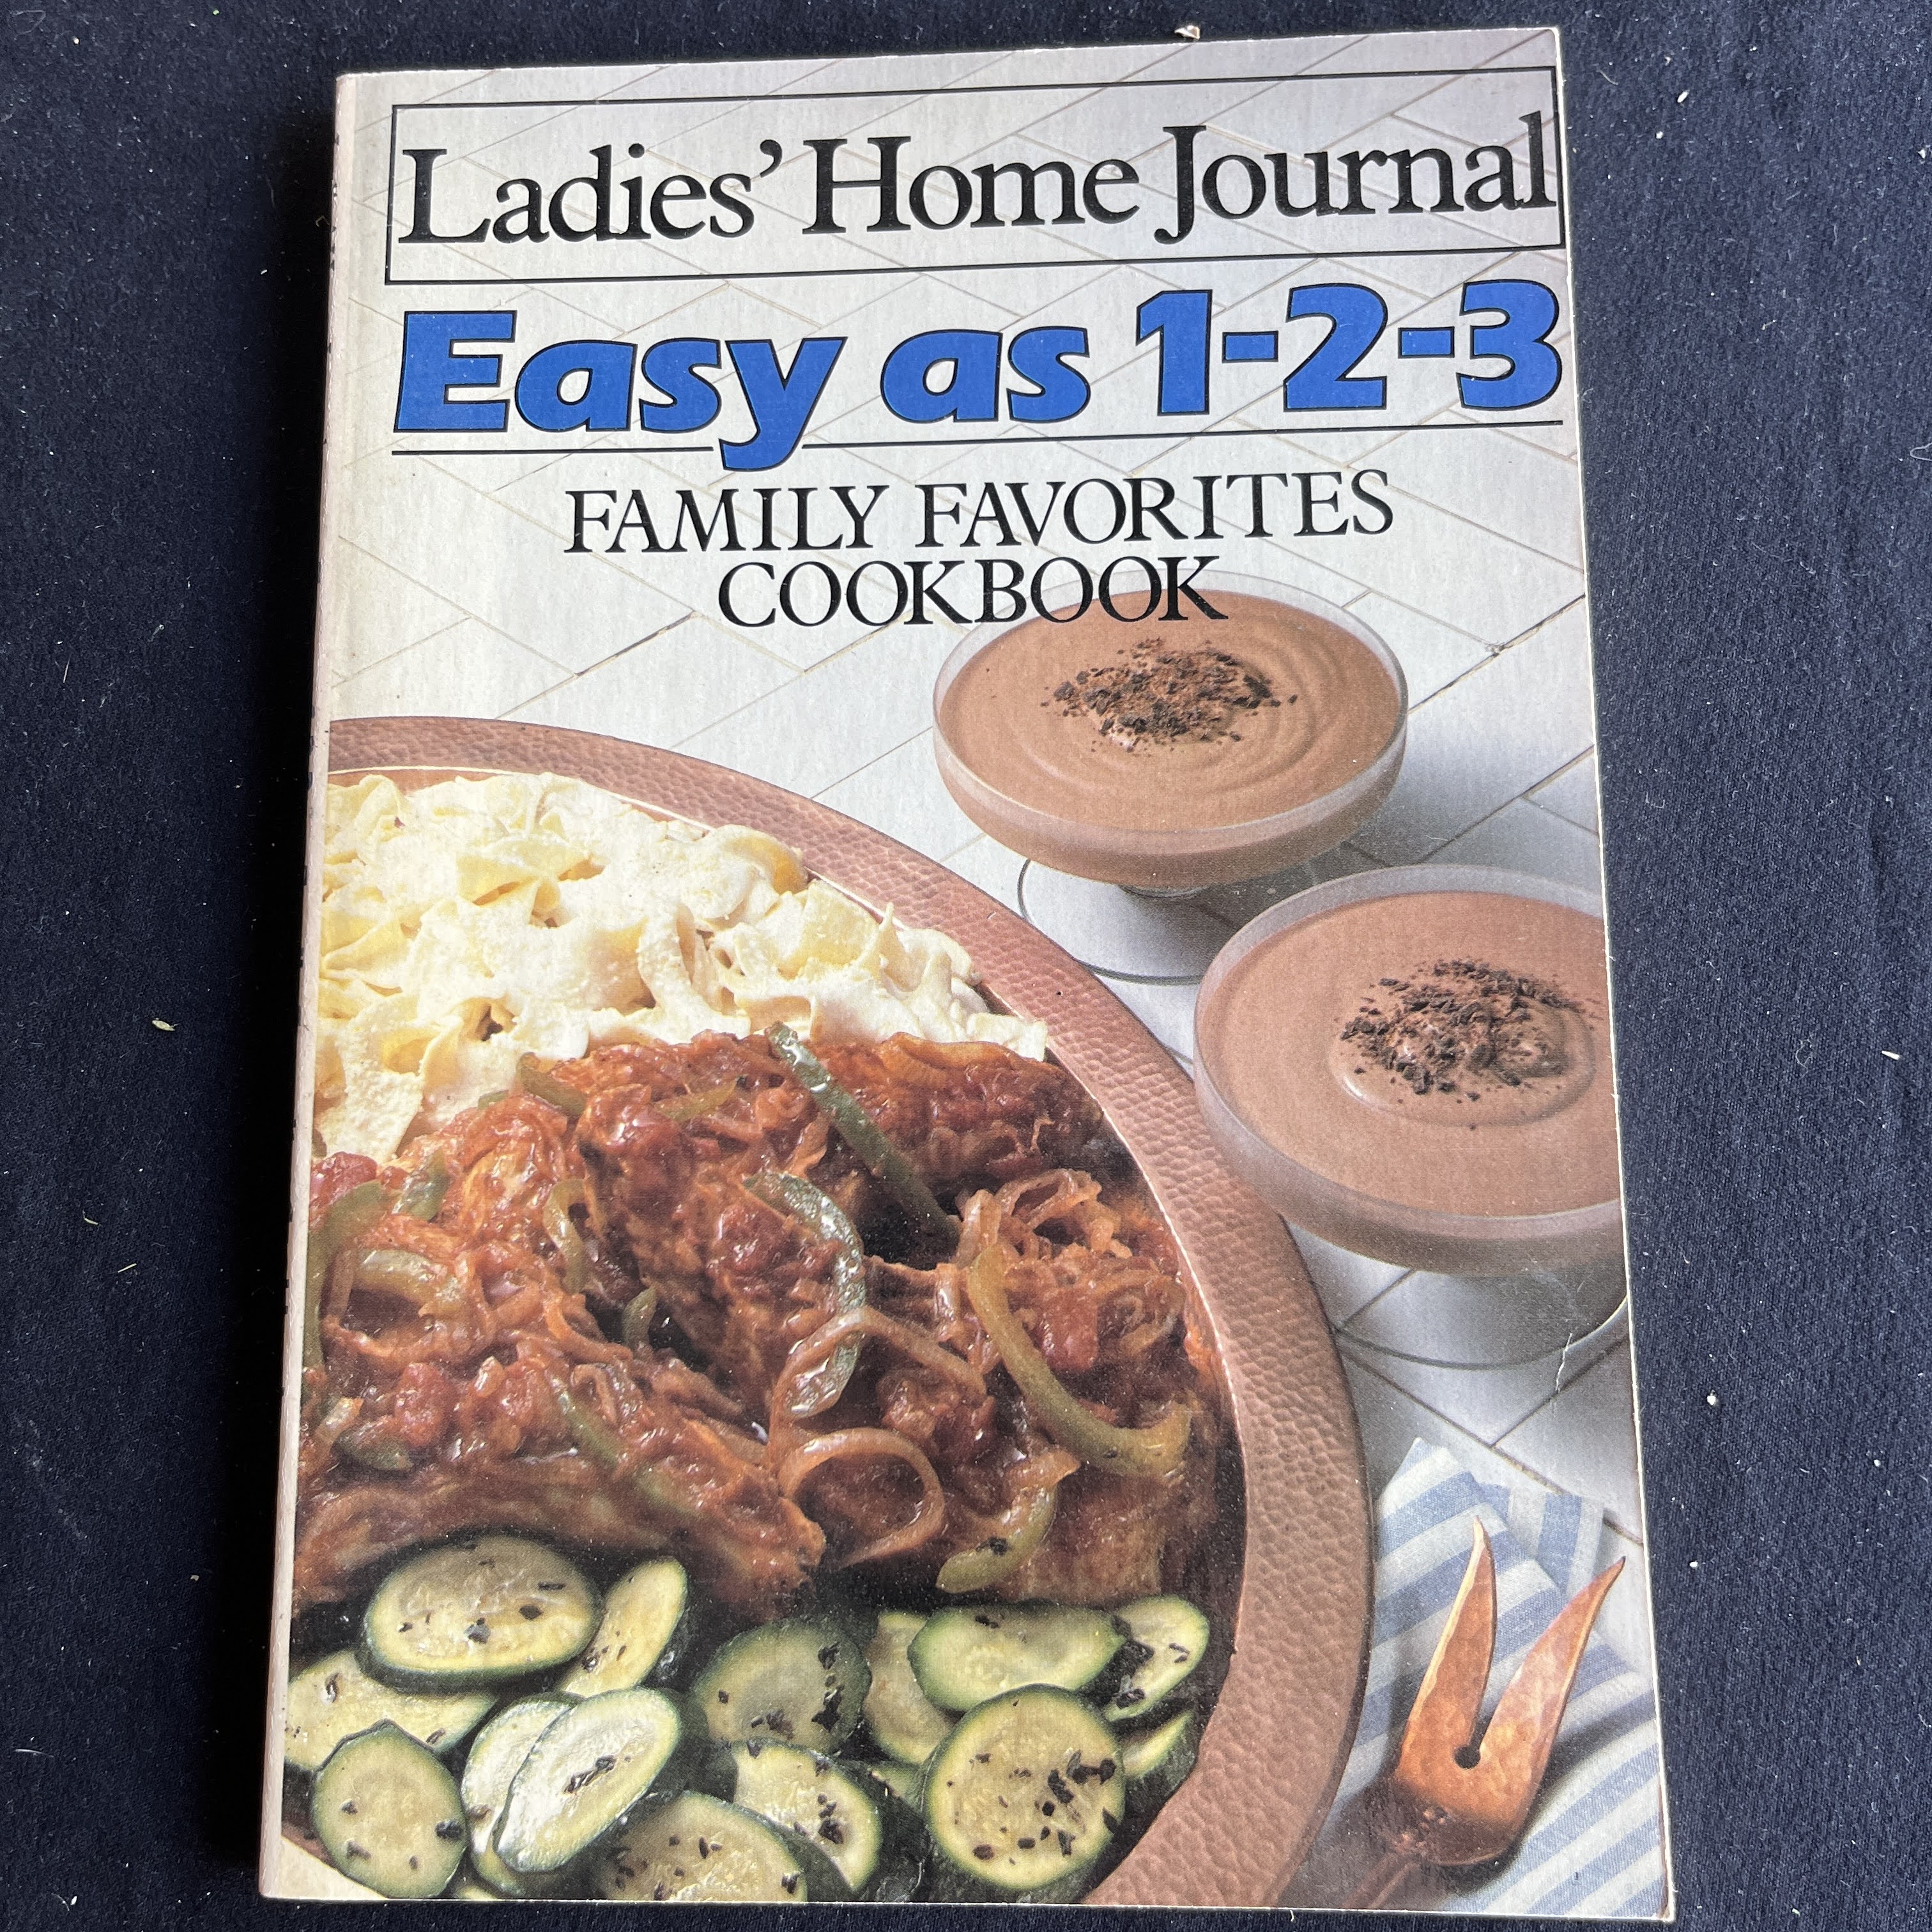 Ladies' Home Journal
Easy as 1-2-3
FAMILY FAVORITES
COOKBOOK